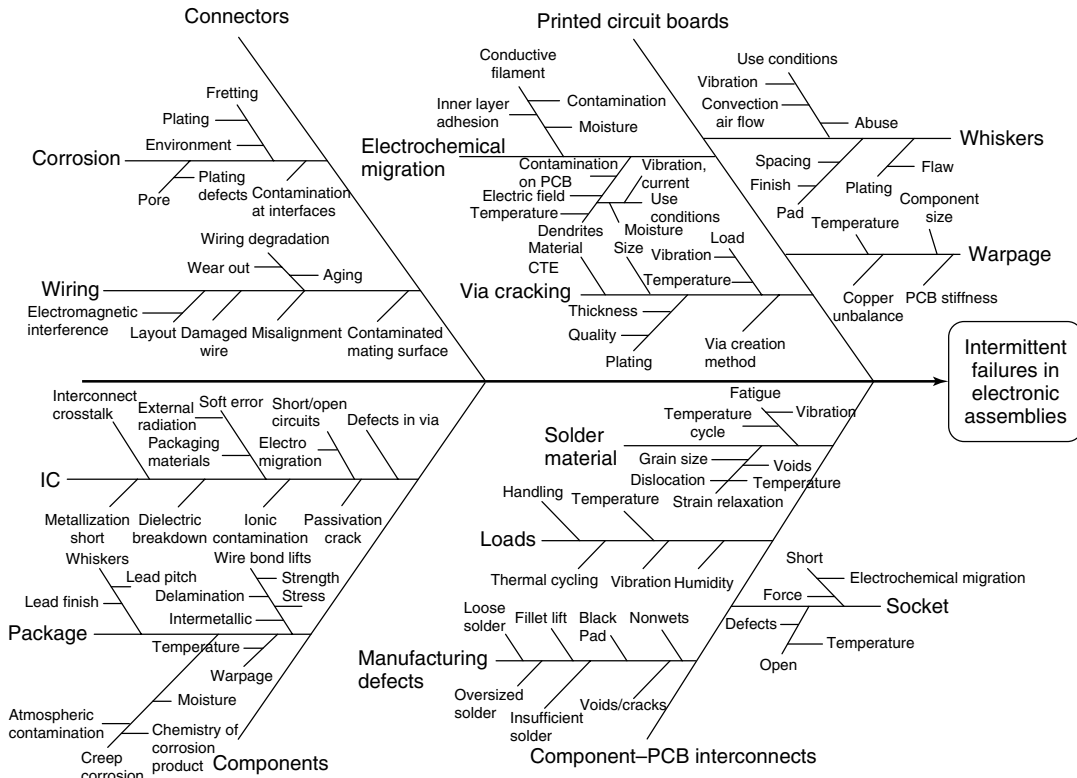 Connectors
Printed circuit boards
Fretting
Plating
Environment
Corrosion
Pore
Plating
defects
Contamination
at interfaces
Wiring degradation
Wear out
Aging
Wiring
Electromagnetic
interference
Layout
Damaged
wire
Misalignment
Contaminated
mating surface
Conductive
filament
Inner layer
adhesion
Contamination
Moisture
Electrochemical
migration
Contamination
on PCB
Electric field
Temperature
Dendrites
Vibration,
current
Use
conditions
Moisture
Material
CTE
Size
Load
Vibration
Temperature
Via cracking
Thickness
Quality
Plating
Via creation
method
Use conditions
Vibration
Convection
air flow
Abuse
Whiskers
Spacing
Finish
Pad
Plating
Flaw
Temperature
Component
size
Warpage
Copper
unbalance
PCB stiffness
Intermittent
failures in
electronic
assemblies
Interconnect
crosstalk
External
radiation
Soft error
Packaging
materials
Short/open
circuits
Electro
migration
Defects in via
IC
Metallization
short
Dielectric
breakdown
Ionic
contamination
Passivation
crack
Whiskers
Lead pitch
Lead finish
Wire bond lifts
Delamination
Strength
Stress
Intermetallic
Package
Temperature
Warpage
Moisture
Atmospheric
contamination
Creep
corrosion
Chemistry of
corrosion
product
Components
Fatigue
Temperature
cycle
Vibration
Solder
material
Grain size
Dislocation
Strain relaxation
Voids
Temperature
Handling
Temperature
Loads
Thermal cycling
Vibration
Humidity
Short
Electrochemical migration
Force
Socket
Defects
Temperature
Open
Loose
solder
Fillet lift
Black
Pad
Nonwets
Manufacturing
defects
Oversized
solder
Insufficient
solder
Voids/cracks
Component–PCB interconnects